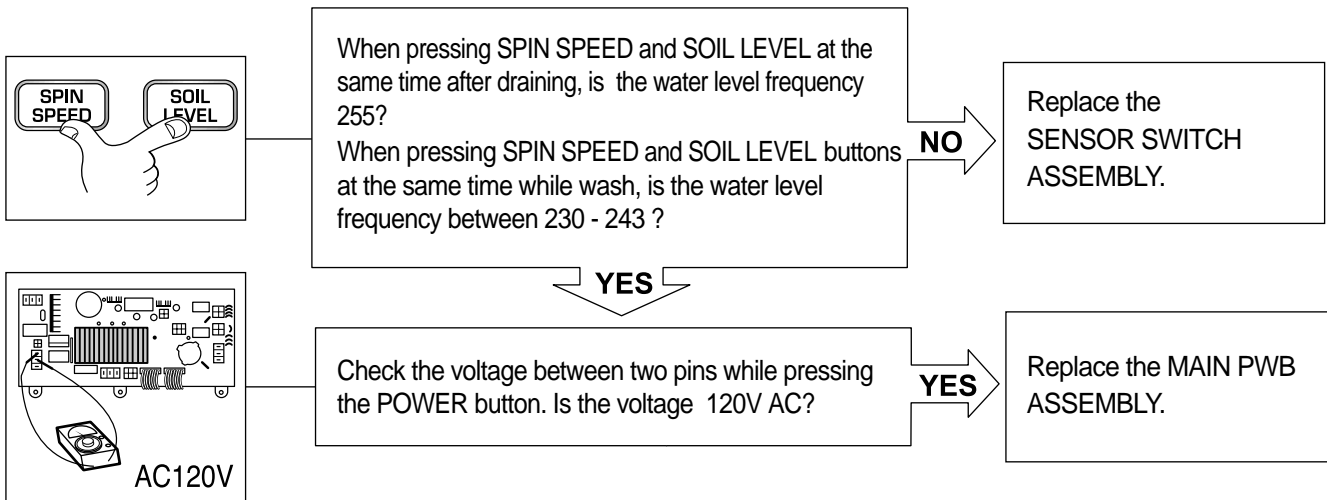 SPIN
SPEED
SOIL
LEVEL
When pressing SPIN SPEED and SOIL LEVEL at the
same time after draining, is the water level frequency
255?
When pressing SPIN SPEED and SOIL LEVEL buttons
at the same time while wash, is the water level
frequency between 230 - 243 ?
NO
Replace the
SENSOR SWITCH
ASSEMBLY.
YES
AC120V
Check the voltage between two pins while pressing
the POWER button. Is the voltage 120V AC?
YES
Replace the MAIN PWB
ASSEMBLY.